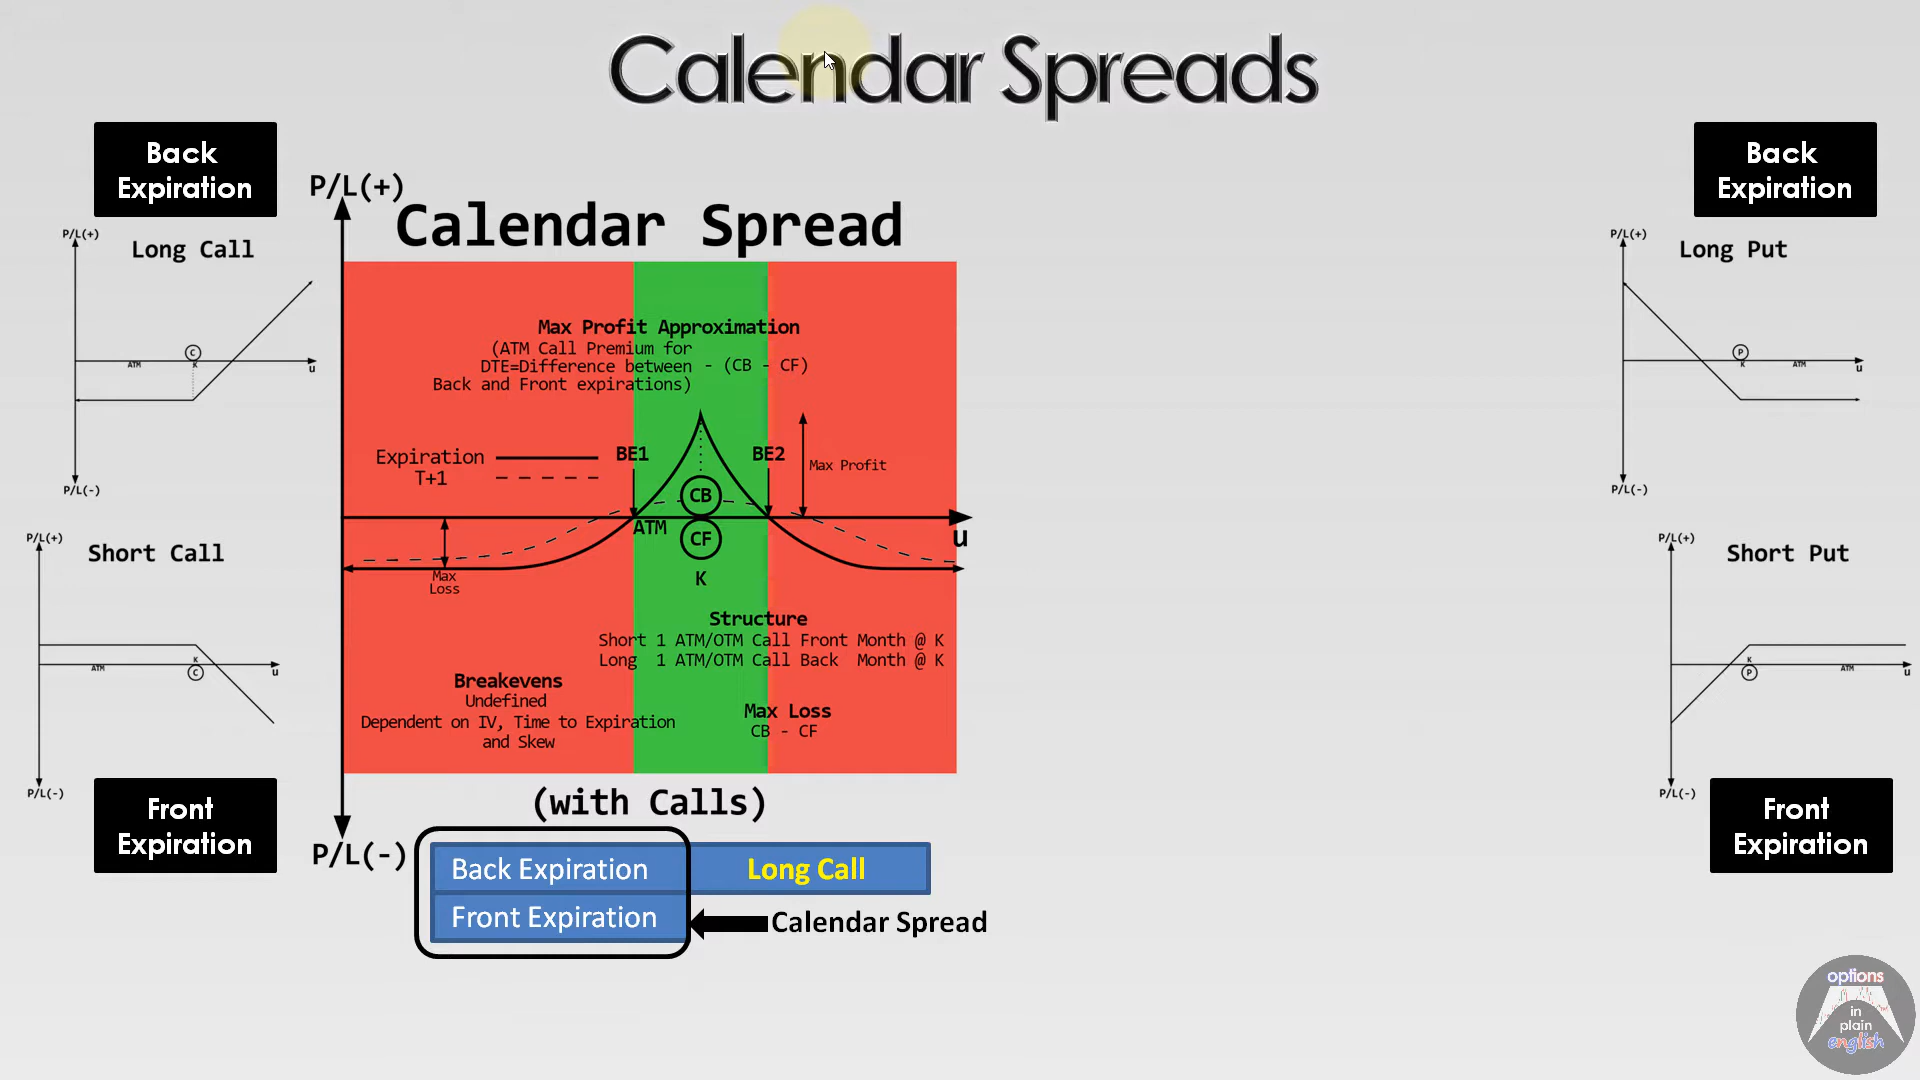 Calendar Spreads
Back
Expiration
P/L(+)
Long Call
C
K
ATM
u
P/L(-)
P/L(+)
Short Call
K
ATM
C
u
P/L(-)
Front
Expiration
P/L(+)
Calendar Spread
Max Profit Approximation
(ATM Call Premium for
DTE=Difference between - (CB - CF)
Back and Front expirations)
Expiration
T+1
BE1
BE2
Max Profit
CB
ATM
CF
u
K
Max
Loss
Structure
Short 1 ATM/OTM Call Front Month @ K
Long 1 ATM/OTM Call Back Month @ K
Breakevens
Undefined
Dependent on IV, Time to Expiration
and Skew
Max Loss
CB - CF
(with Calls)
P/L(-)
Back Expiration
Long Call
Front Expiration
Calendar Spread
Back
Expiration
P/L(+)
Long Put
P
K
ATM
u
P/L(-)
P/L(+)
Short Put
K
P
ATM
u
P/L(-)
Front
Expiration
options
in
plain
english